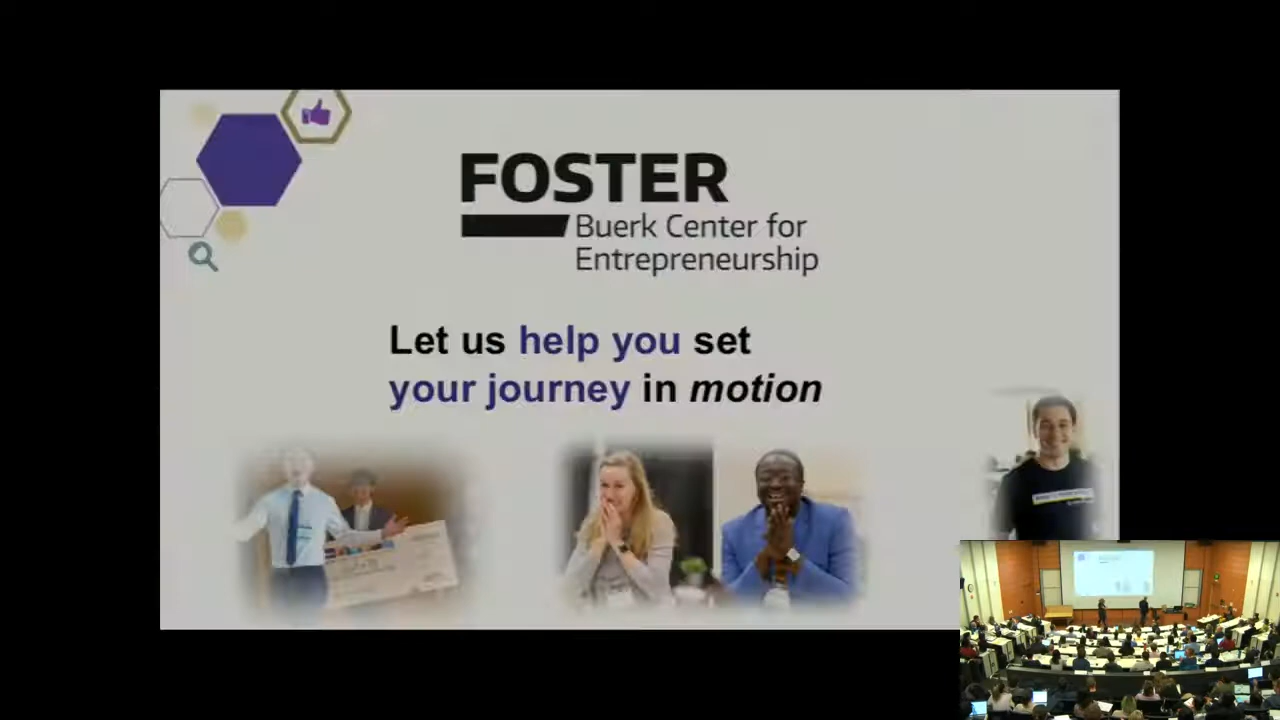 FOSTER
Buerk Center for
Entrepreneurship
Let us help you set
your journey in motion